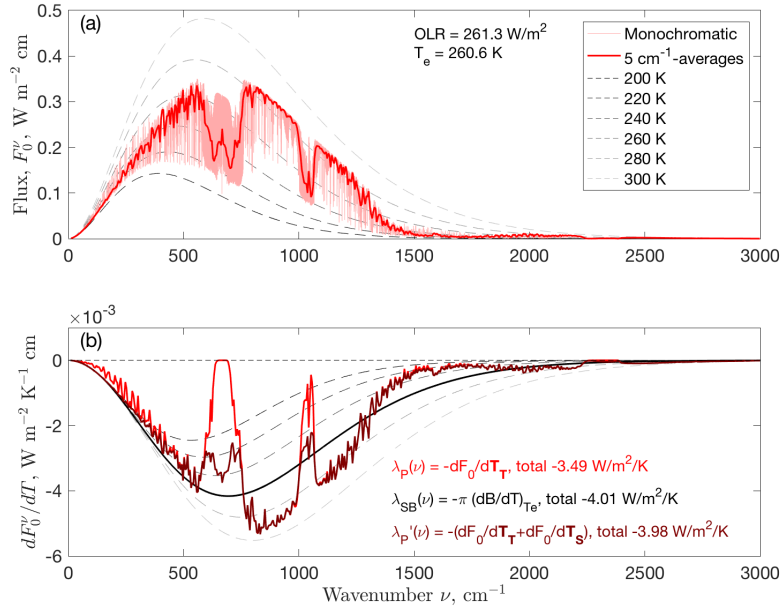 (a)
OLR = 261.3 W/m²
Tₑ = 260.6 K
Monochromatic
5 cm⁻¹-averages
200 K
220 K
240 K
260 K
280 K
300 K
Flux, F₀^ν, W m⁻² cm
0.5
0.4
0.3
0.2
0.1
0
0 500 1000 1500 2000 2500 3000
×10⁻³
(b)
0
-2
-4
-6
dF₀^ν/dT, W m⁻² K⁻¹ cm
λ_P(ν) = -dF₀/dT_T, total -3.49 W/m²/K
λ_SB(ν) = -π (dB/dT)_Te, total -4.01 W/m²/K
λ_P'(ν) = -(dF₀/dT_T+dF₀/dT_S), total -3.98 W/m²/K
0 500 1000 1500 2000 2500 3000
Wavenumber ν, cm⁻¹